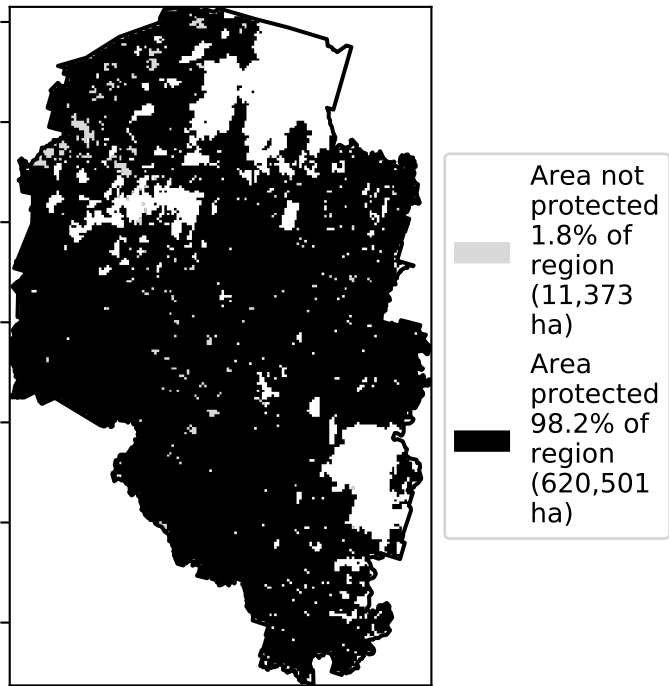 Area not
protected
1.8% of
region
(11,373
ha)
Area
protected
98.2% of
region
(620,501
ha)